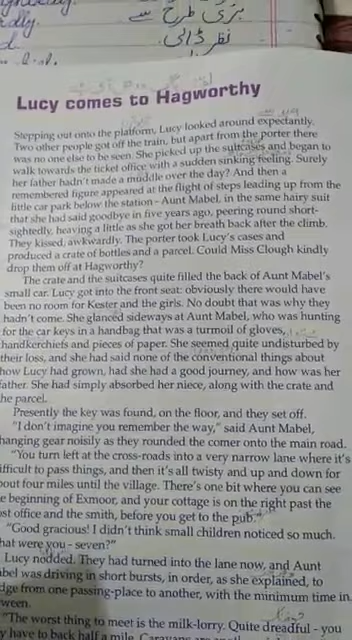 بڑی طرح سے
نظر ڈالی
Lucy comes to Hagworthy
Stepping out onto the platform, Lucy looked around expectantly.
Two other people got off the train, but apart from the porter there
was no one else to be seen. She picked up the suitcases and began to
walk towards the ticket office with a sudden sinking feeling. Surely
her father hadn't made a muddle over the day? And then a
remembered figure appeared at the flight of steps leading up from the
little car park below the station - Aunt Mabel, in the same hairy suit
that she had said goodbye in five years ago, peering round short-
sightedly, heaving a little as she got her breath back after the climb.
They kissed, awkwardly. The porter took Lucy's cases and
produced a crate of bottles and a parcel. Could Miss Clough kindly
drop them off at Hagworthy?
The crate and the suitcases quite filled the back of Aunt Mabel's
small car. Lucy got into the front seat: obviously there would have
been no room for Kester and the girls. No doubt that was why they
hadn't come. She glanced sideways at Aunt Mabel, who was hunting
for the car keys in a handbag that was a turmoil of gloves,
handkerchiefs and pieces of paper. She seemed quite undisturbed by
their loss, and she had said none of the conventional things about
how Lucy had grown, had she had a good journey, and how was her
father. She had simply absorbed her niece, along with the crate and
he parcel.
Presently the key was found, on the floor, and they set off.
"I don't imagine you remember the way," said Aunt Mabel,
hanging gear noisily as they rounded the corner onto the main road.
"You turn left at the cross-roads into a very narrow lane where it's
ifficult to pass things, and then it's all twisty and up and down for
bout four miles until the village. There's one bit where you can see
e beginning of Exmoor, and your cottage is on the right past the
st office and the smith, before you get to the pub."
"Good gracious! I didn't think small children noticed so much.
hat were you - seven?"
Lucy nodded. They had turned into the lane now, and Aunt
bel was driving in short bursts, in order, as she explained, to
dge from one passing-place to another, with the minimum time in
ween.
"The worst thing to meet is the milk-lorry. Quite dreadful - you
y have to back half a mile.